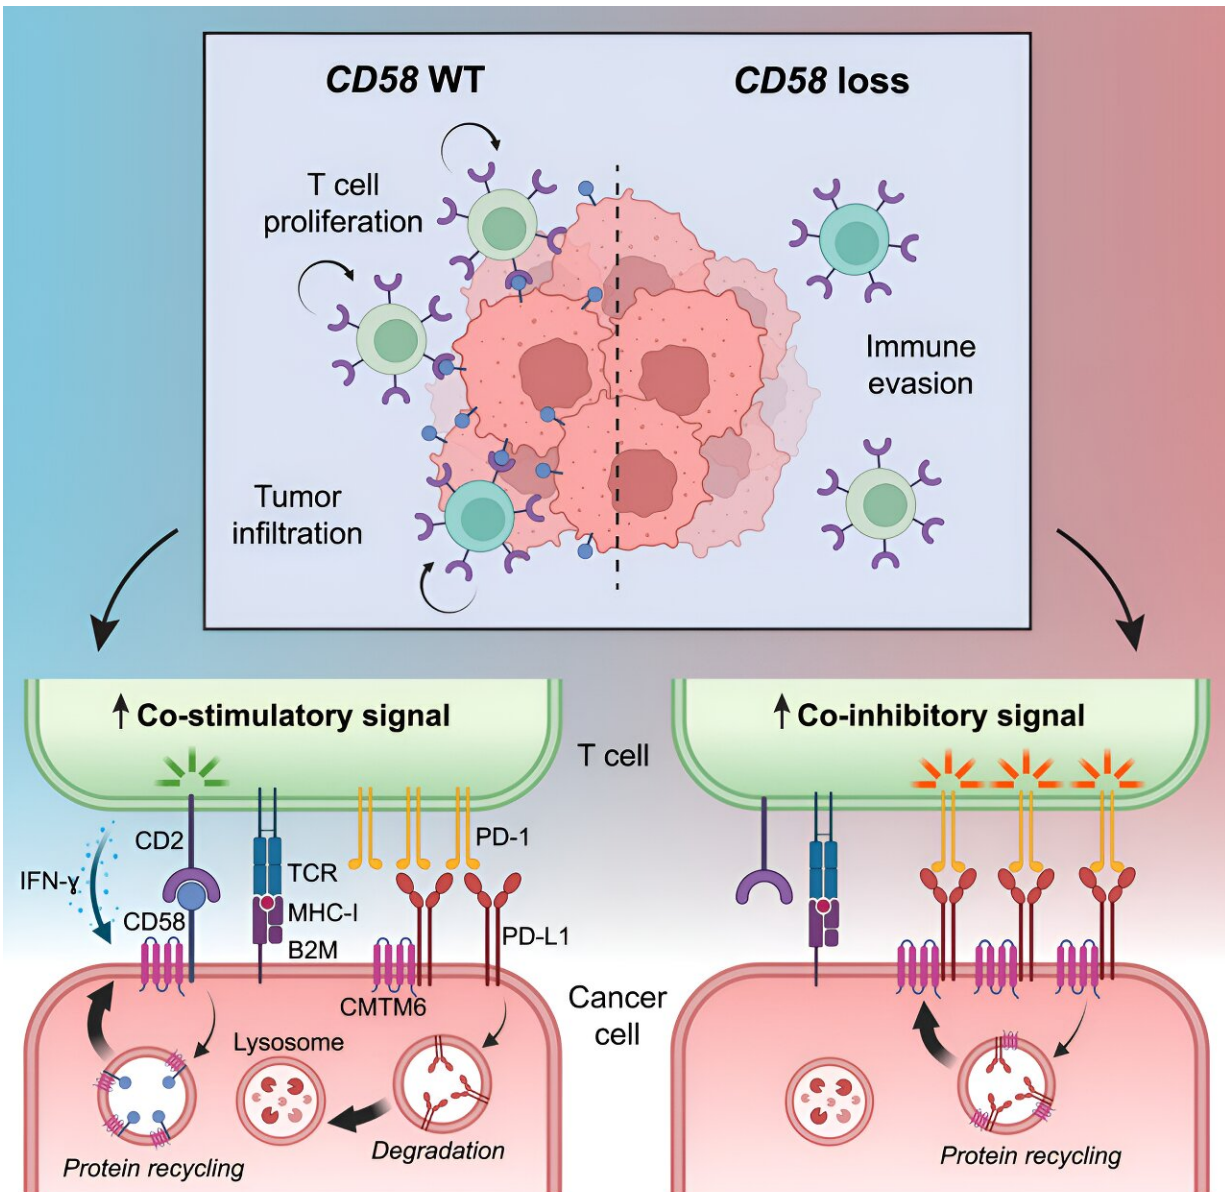 CD58 WT
CD58 loss
T cell
proliferation
Immune
evasion
Tumor
infiltration
↑ Co-stimulatory signal
↑ Co-inhibitory signal
T cell
CD2
PD-1
IFN-ɣ
TCR
CD58
MHC-I
B2M
PD-L1
CMTM6
Cancer
cell
Lysosome
Degradation
Protein recycling
Protein recycling